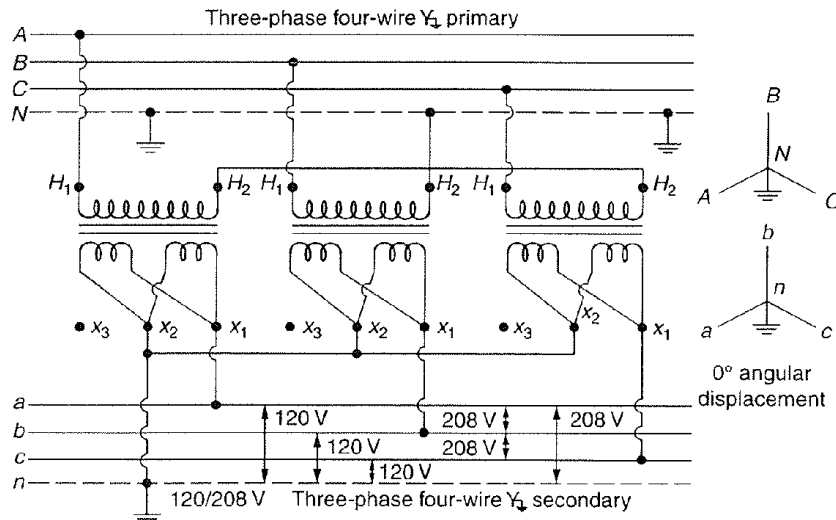 Three-phase four-wire Y primary
A
B
C
N
H1 H2 H1 H2 H1 H2
x3 x2 x1 x3 x2 x1 x3 x2 x1
a
b
c
n
120 V
120 V
120 V
208 V
208 V
208 V
120/208 V
Three-phase four-wire Y secondary
B
N
A
C
b
n
a
c
0° angular
displacement